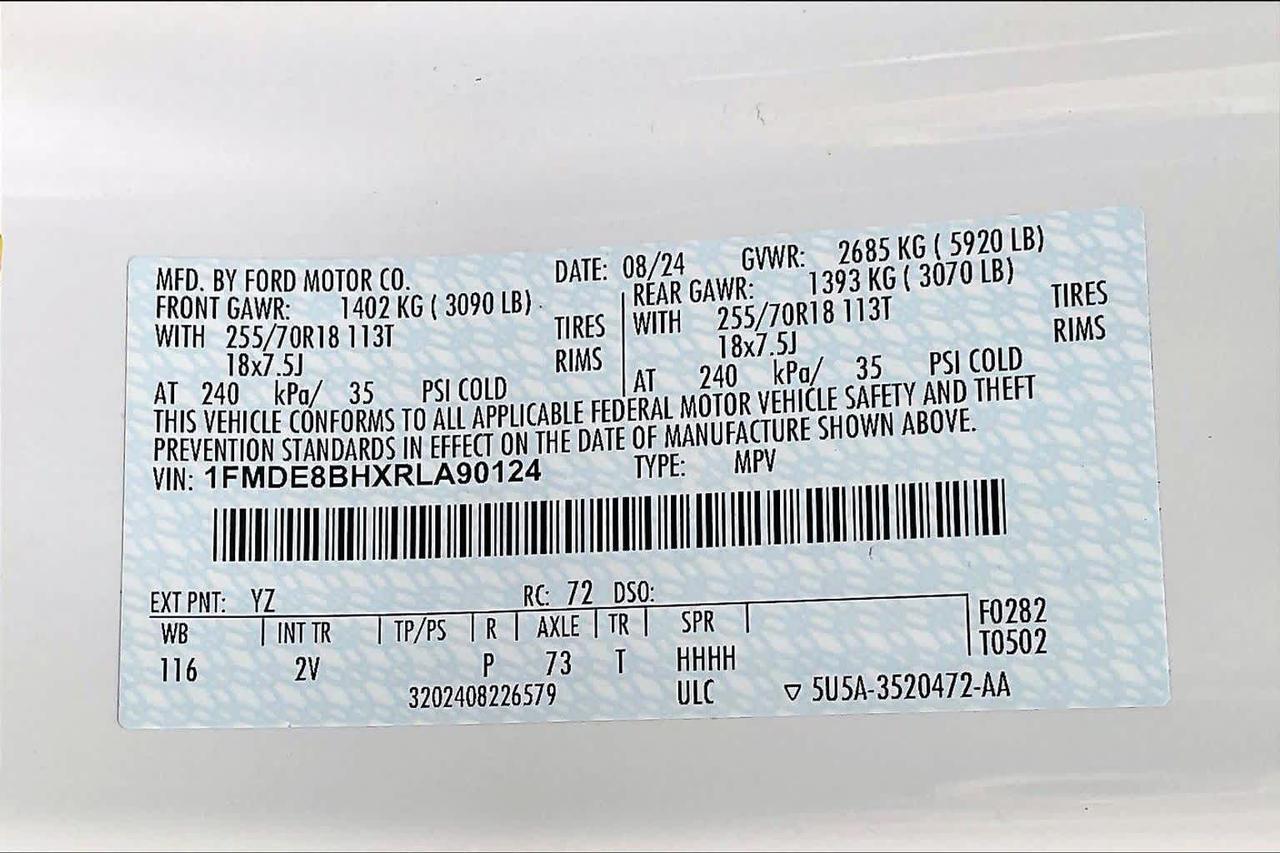 MFD. BY FORD MOTOR CO. DATE: 08/24 GVWR: 2685 KG ( 5920 LB)
FRONT GAWR: 1402 KG ( 3090 LB) REAR GAWR: 1393 KG ( 3070 LB)
WITH 255/70R18 113T TIRES WITH 255/70R18 113T TIRES
18x7.5J RIMS 18x7.5J RIMS
AT 240 kPa/ 35 PSI COLD AT 240 kPa/ 35 PSI COLD
THIS VEHICLE CONFORMS TO ALL APPLICABLE FEDERAL MOTOR VEHICLE SAFETY AND THEFT
PREVENTION STANDARDS IN EFFECT ON THE DATE OF MANUFACTURE SHOWN ABOVE.
VIN: 1FMDE8BHXRLA90124 TYPE: MPV
EXT PNT: YZ RC: 72 DSO:
WB INT TR TP/PS R AXLE TR SPR F0282
T0502
116 2V P 73 T HHHH
3202408226579 ULC ▽ 5U5A-3520472-AA